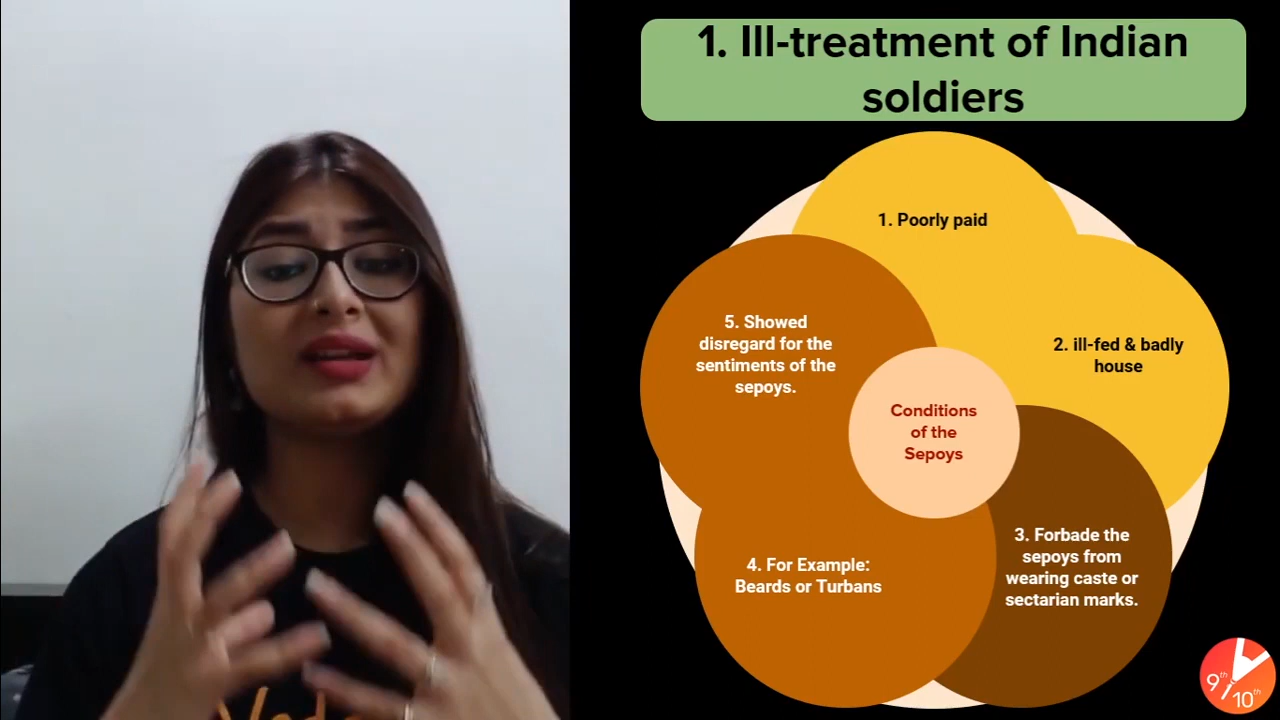 1. Ill-treatment of Indian
soldiers
1. Poorly paid
2. ill-fed & badly
house
3. Forbade the
sepoys from
wearing caste or
sectarian marks.
4. For Example:
Beards or Turbans
5. Showed
disregard for the
sentiments of the
sepoys.
Conditions
of the
Sepoys
9th
10th